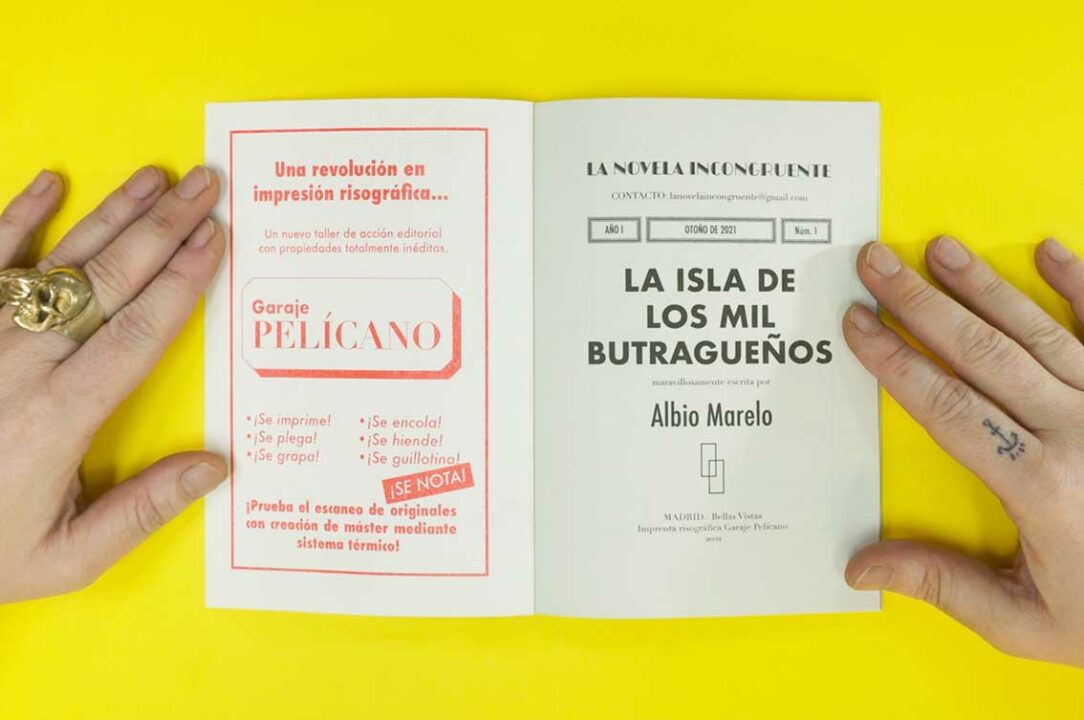 Una revolución en
impresión risográfica...
Un nuevo taller de acción editorial
con propiedades totalmente inéditas.
Garaje
PELÍCANO
• ¡Se imprime!
• ¡Se plega!
• ¡Se grapa!
• ¡Se encola!
• ¡Se hiende!
• ¡Se guillotina!
¡SE NOTA!
¡Prueba el escaneo de originales
con creación de máster mediante
sistema térmico!
LA NOVELA INCONGRUENTE
CONTACTO: lanovelaincongruente@gmail.com
AÑO I
OTOÑO DE 2021
Núm. 1
LA ISLA DE
LOS MIL
BUTRAGUEÑOS
maravillosamente escrita por
Albio Marelo
MADRID.- Bellas Vistas
Imprenta risográfica Garaje Pelícano
2021